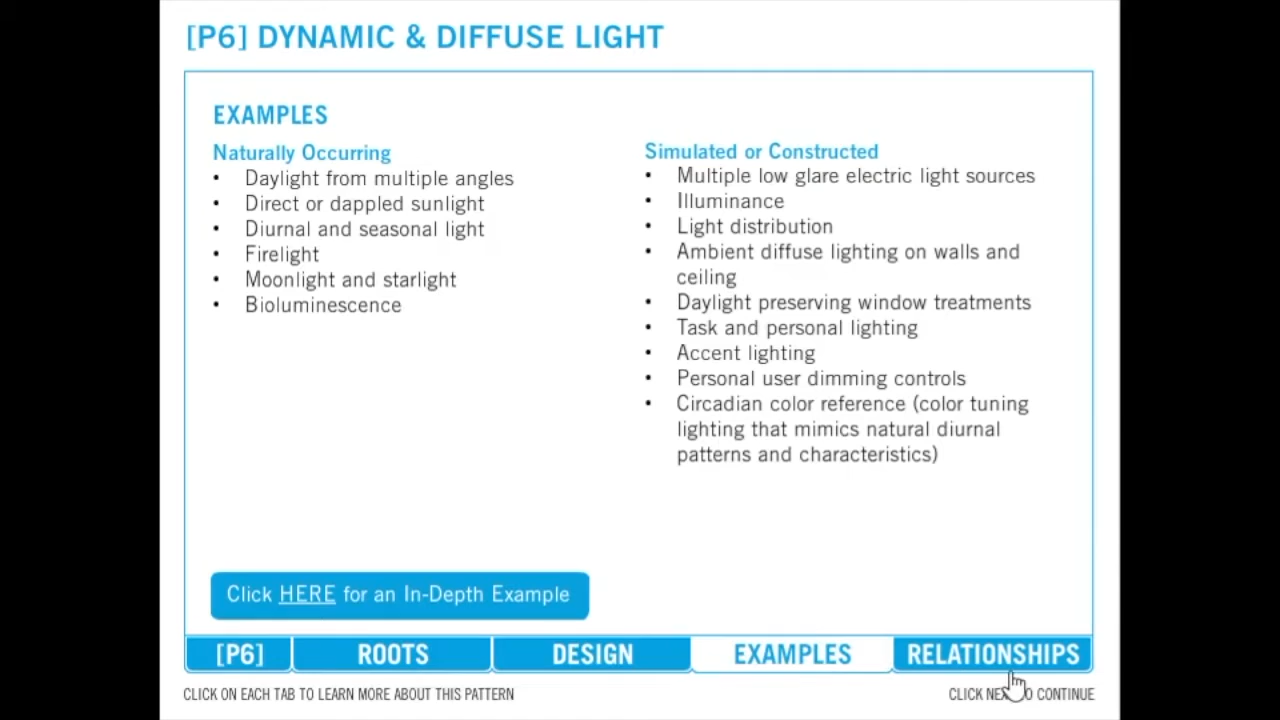 [P6] DYNAMIC & DIFFUSE LIGHT
EXAMPLES
Naturally Occurring
• Daylight from multiple angles
• Direct or dappled sunlight
• Diurnal and seasonal light
• Firelight
• Moonlight and starlight
• Bioluminescence
Simulated or Constructed
• Multiple low glare electric light sources
• Illuminance
• Light distribution
• Ambient diffuse lighting on walls and
ceiling
• Daylight preserving window treatments
• Task and personal lighting
• Accent lighting
• Personal user dimming controls
• Circadian color reference (color tuning
lighting that mimics natural diurnal
patterns and characteristics)
Click HERE for an In-Depth Example
[P6] ROOTS DESIGN EXAMPLES RELATIONSHIPS
CLICK ON EACH TAB TO LEARN MORE ABOUT THIS PATTERN
CLICK CONTINUE